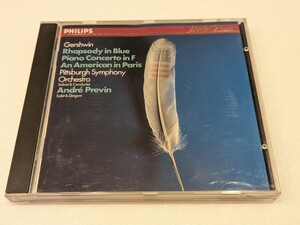 PHILIPS
Gershwin
Rhapsody in Blue
Piano Concerto in F
An American in Paris
Pittsburgh Symphony
Orchestra
André Previn